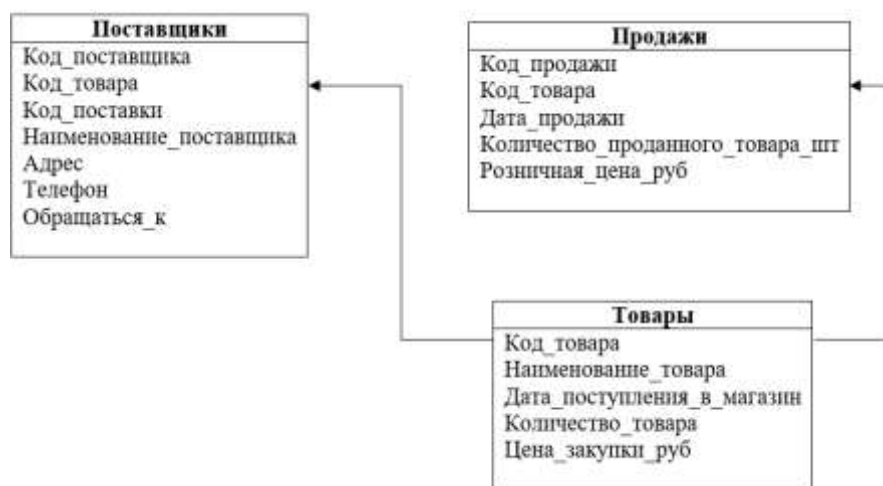 Поставщики
Код_поставщика
Код_товара
Код_поставки
Наименование_поставщика
Адрес
Телефон
Обращаться_к
Продажи
Код_продажи
Код_товара
Дата_продажи
Количество_проданного_товара_шт
Розничная_цена_руб
Товары
Код_товара
Наименование_товара
Дата_поступления_в_магазин
Количество_товара
Цена_закупки_руб